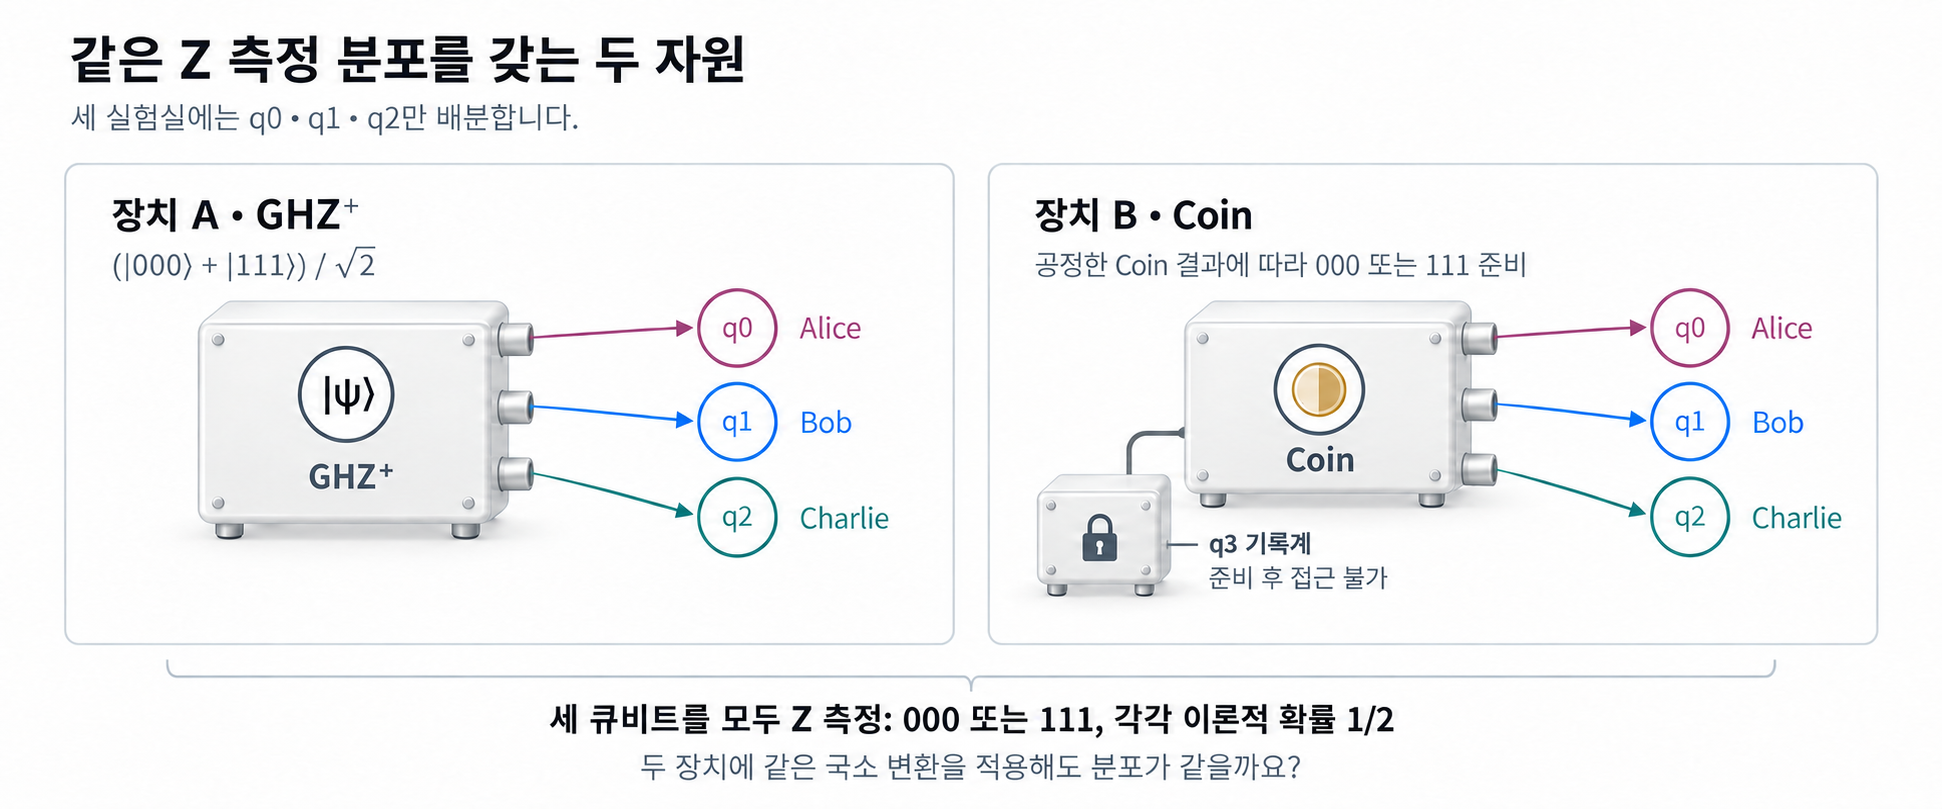 같은 Z 측정 분포를 갖는 두 자원
세 실험실에는 q0 • q1 • q2만 배분합니다.
장치 A • GHZ⁺
(|000⟩ + |111⟩) / √2
|ψ⟩
GHZ⁺
q0 Alice
q1 Bob
q2 Charlie
장치 B • Coin
공정한 Coin 결과에 따라 000 또는 111 준비
Coin
q0 Alice
q1 Bob
q2 Charlie
q3 기록계
준비 후 접근 불가
세 큐비트를 모두 Z 측정: 000 또는 111, 각각 이론적 확률 1/2
두 장치에 같은 국소 변환을 적용해도 분포가 같을까요?